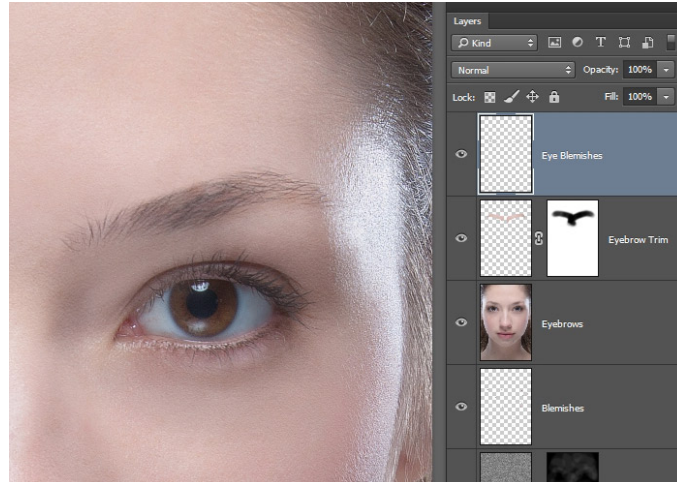 Layers
Kind
Normal Opacity: 100%
Lock: Fill: 100%
Eye Blemishes
Eyebrow Trim
Eyebrows
Blemishes